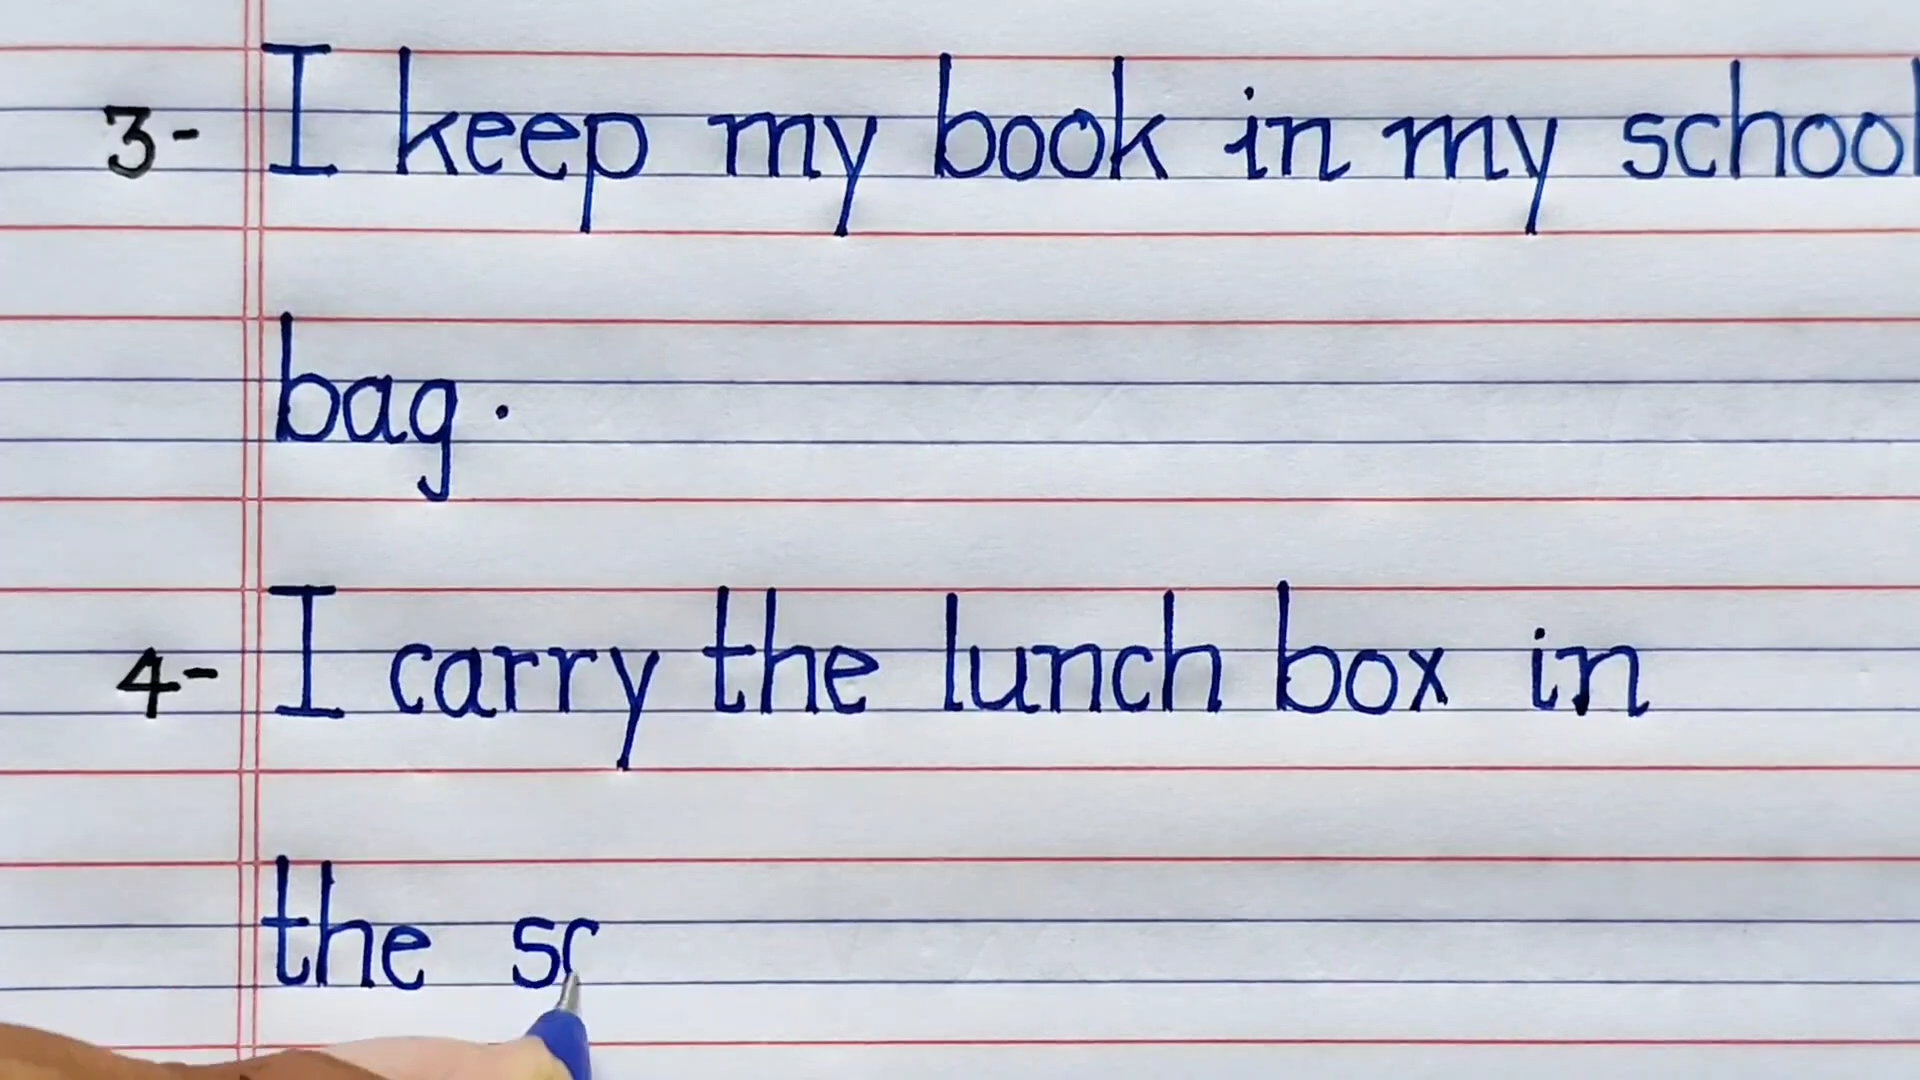 3- I keep my book in my school
bag.
4- I carry the lunch box in
the sc